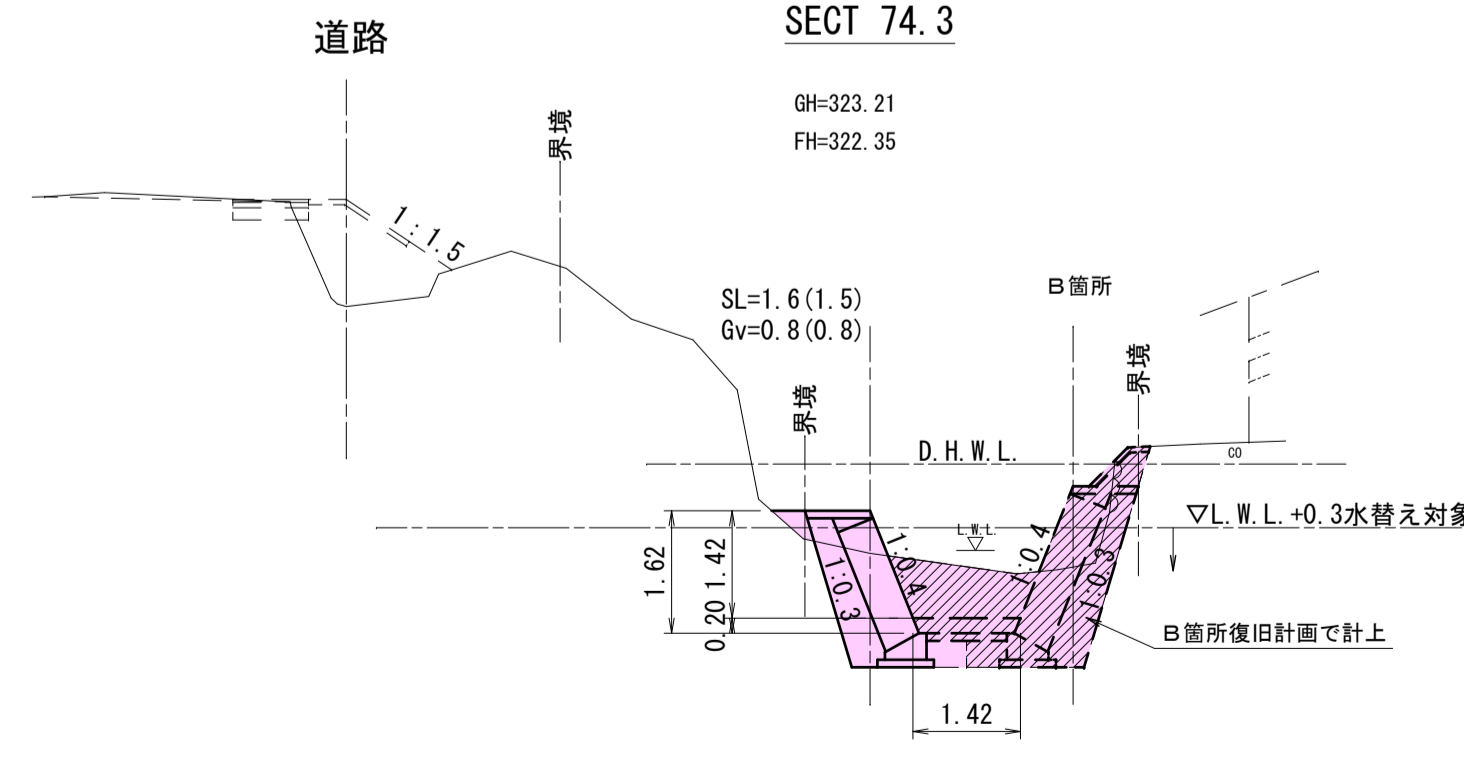 SECT 74.3
道路
GH=323.21
FH=322.35
界境
1:1.5
SL=1.6(1.5)
Gv=0.8(0.8)
B箇所
界境
界境
D.H.W.L.
CO
▽L.W.L.+0.3水替え対象
L.W.L.
1:0.4
1:0.4
1:0.3
1:0.3
1.62
1.42
0.20
B箇所復旧計画で計上
1.42